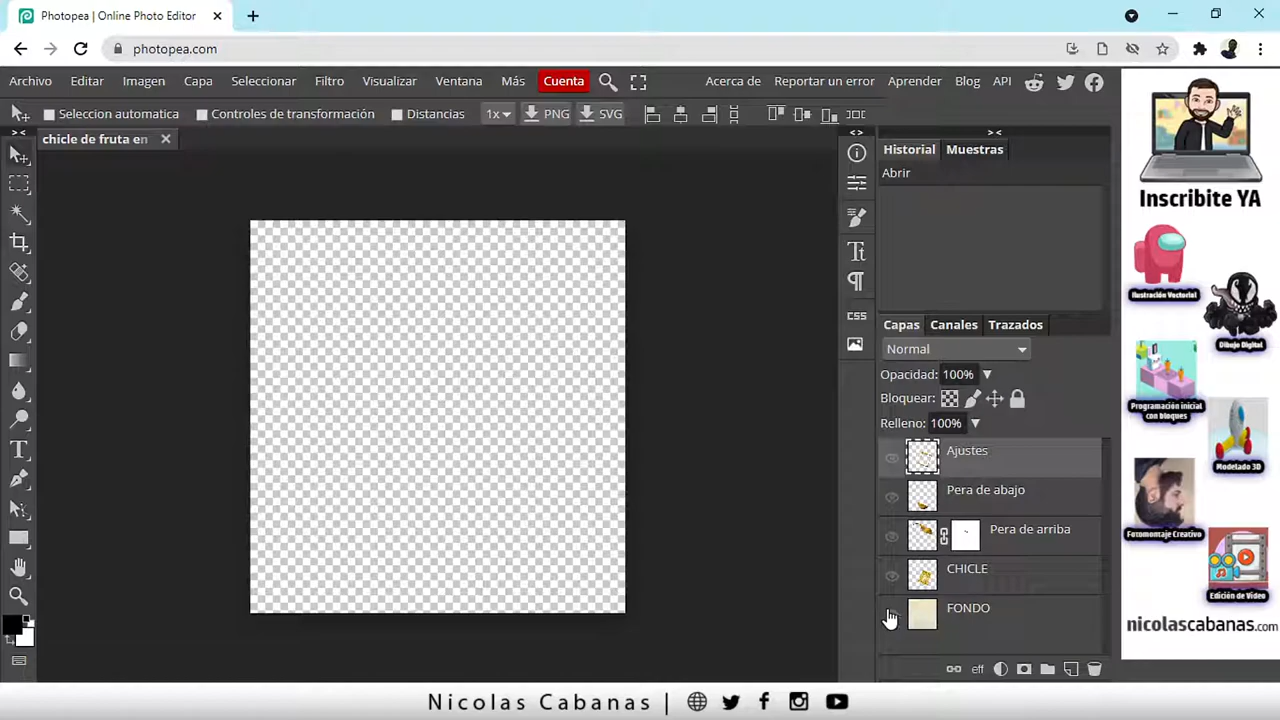 Photopea | Online Photo Editor
photopea.com
Archivo Editar Imagen Capa Seleccionar Filtro Visualizar Ventana Más Cuenta Acerca de Reportar un error Aprender Blog API
Seleccion automatica Controles de transformación Distancias 1x PNG SVG
chicle de fruta en
Historial Muestras
Abrir
Tt
CSS
Capas Canales Trazados
Normal
Opacidad: 100%
Bloquear:
Relleno: 100%
Ajustes
Pera de abajo
Pera de arriba
CHICLE
FONDO
eff
Inscribite YA
Ilustración Vectorial
Dibujo Digital
Programación inicial
con bloques
Modelado 3D
Fotomontaje Creativo
Edición de Video
nicolascabanas.com
Nicolas Cabanas |